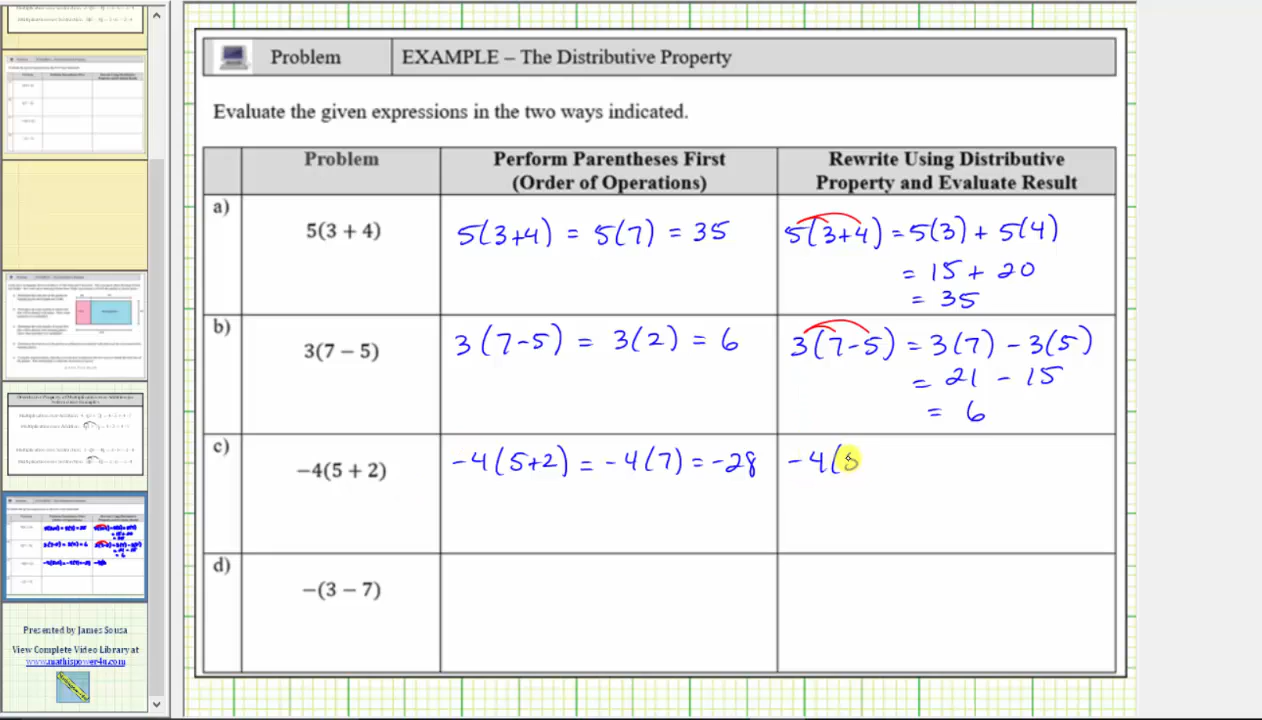 Problem EXAMPLE – The Distributive Property
Evaluate the given expressions in the two ways indicated.
Problem
Perform Parentheses First
(Order of Operations)
Rewrite Using Distributive
Property and Evaluate Result
a)
5(3 + 4)
5(3+4) = 5(7) = 35
5(3+4) = 5(3) + 5(4)
= 15 + 20
= 35
b)
3(7 − 5)
3(7-5) = 3(2) = 6
3(7-5) = 3(7) - 3(5)
= 21 - 15
= 6
c)
−4(5 + 2)
-4(5+2) = -4(7) = -28
-4(5
d)
−(3 − 7)
Presented by James Sousa
View Complete Video Library at
www.mathispower4u.com